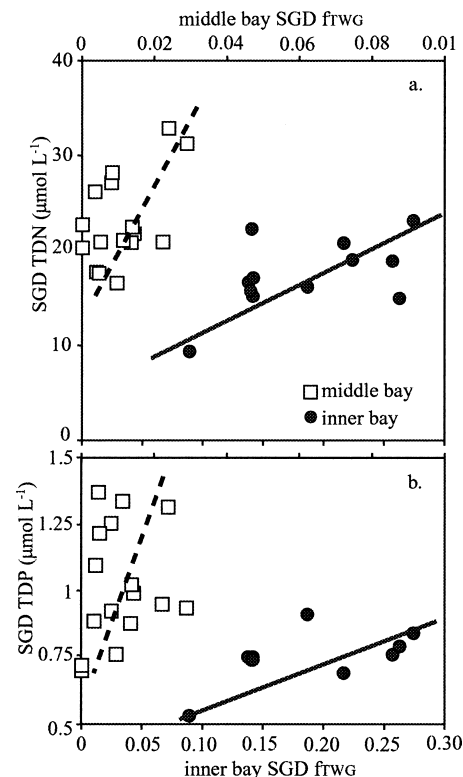 middle bay SGD fTWG
0 0.02 0.04 0.06 0.08 0.01
40
a.
30
SGD TDN (μmol L⁻¹)
20
10
middle bay
inner bay
0
1.5
b.
1.25
SGD TDP (μmol L⁻¹)
1
0.75
0.5
0 0.05 0.10 0.15 0.20 0.25 0.30
inner bay SGD fTWG